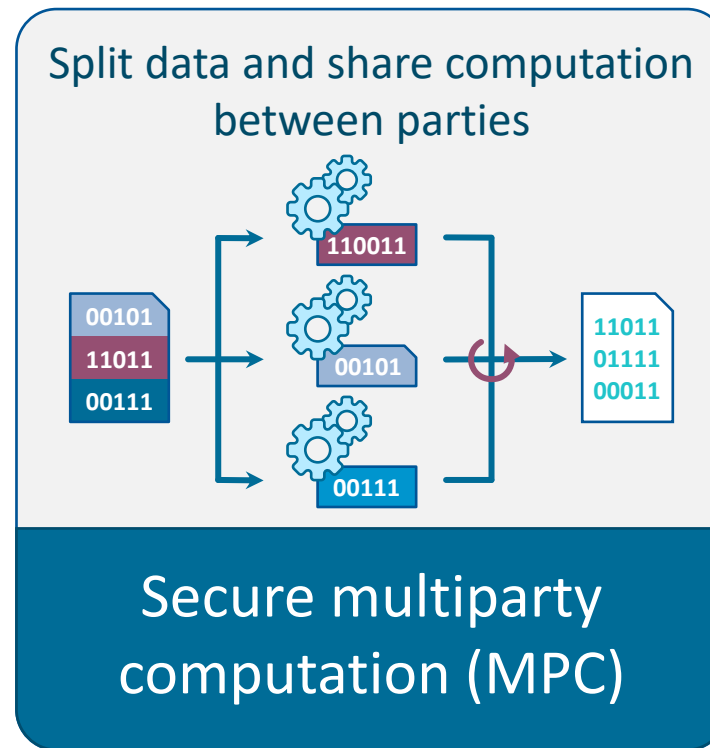 Split data and share computation
between parties
00101
11011
00111
110011
00101
00111
11011
01111
00011
Secure multiparty
computation (MPC)